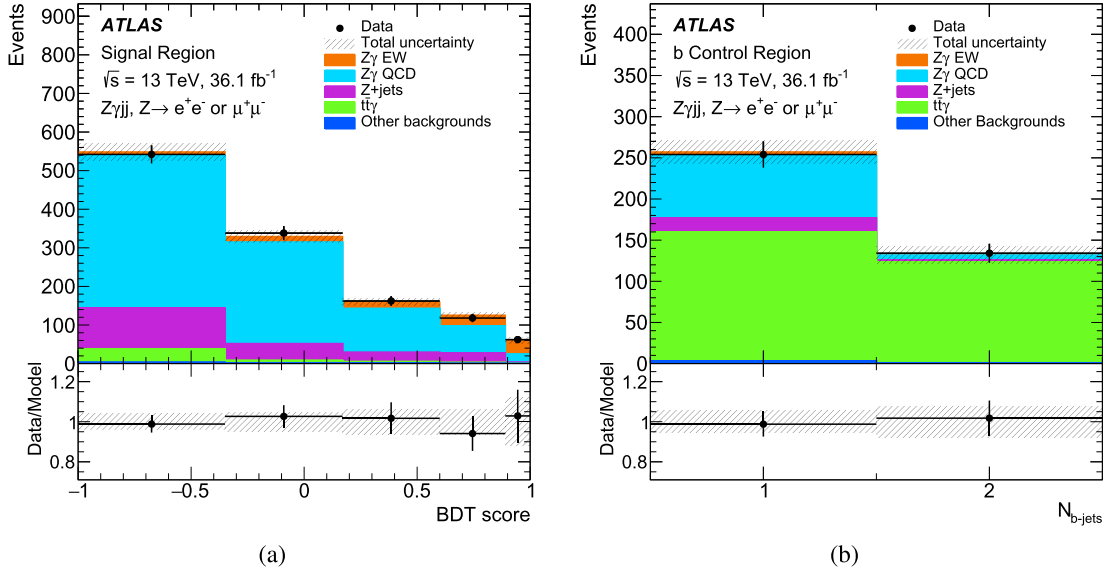 Events
900
800
700
600
500
400
300
200
100
0
ATLAS
Signal Region
√s = 13 TeV, 36.1 fb⁻¹
Zγjj, Z→ e⁺e⁻ or μ⁺μ⁻
Data
Total uncertainty
Zγ EW
Zγ QCD
Z+jets
tt̄γ
Other backgrounds
Data/Model
1.2
1
0.8
−1
−0.5
0
0.5
1
BDT score
(a)
Events
400
350
300
250
200
150
100
50
0
ATLAS
b Control Region
√s = 13 TeV, 36.1 fb⁻¹
Zγjj, Z→ e⁺e⁻ or μ⁺μ⁻
Data
Total uncertainty
Zγ EW
Zγ QCD
Z+jets
tt̄γ
Other Backgrounds
Data/Model
1.2
1
0.8
1
2
N_b-jets
(b)